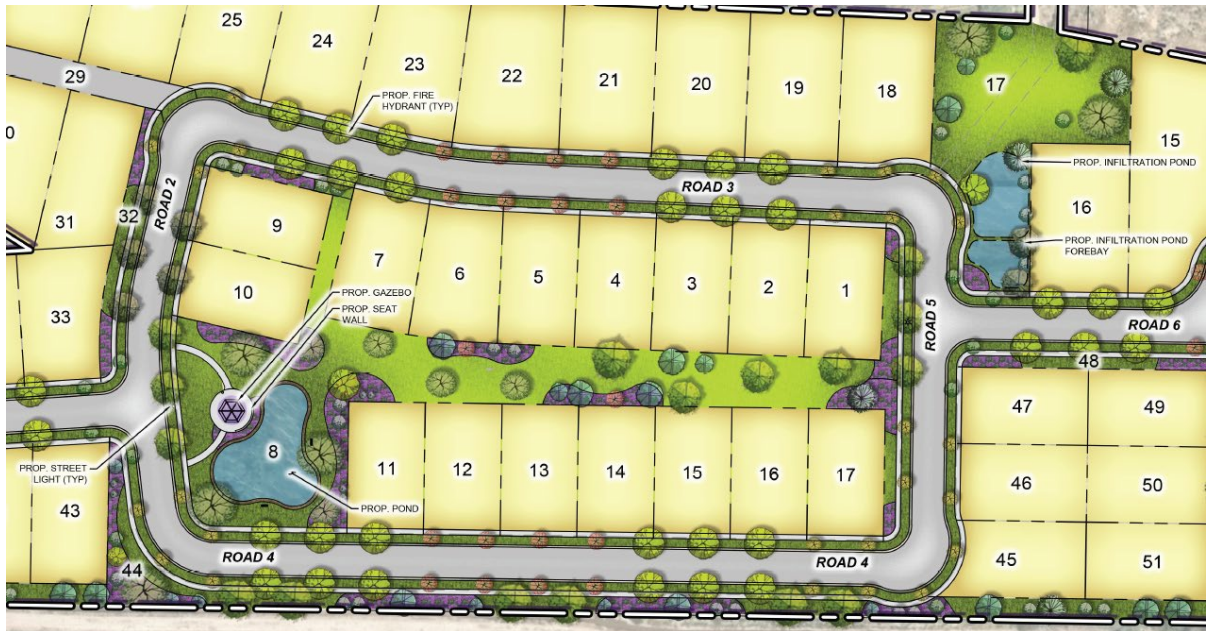 25
24
23
22
21
20
19
18
17
15
29
PROP. FIRE
HYDRANT (TYP)
PROP. INFILTRATION POND
ROAD 2
ROAD 3
16
31
32
9
7
6
5
4
3
2
1
PROP. INFILTRATION POND
FOREBAY
10
PROP. GAZEBO
PROP. SEAT
WALL
33
ROAD 5
ROAD 6
48
47
49
8
11
12
13
14
15
16
17
PROP. STREET
LIGHT (TYP)
46
50
PROP. POND
43
44
ROAD 4
ROAD 4
45
51